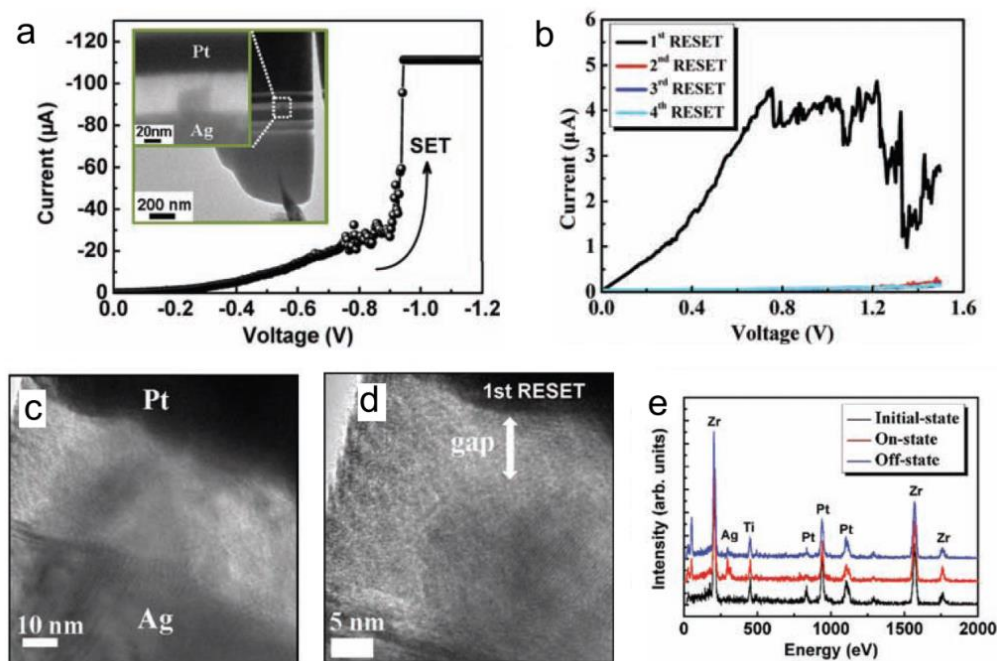 a
-120
-100
-80
-60
-40
-20
0
Current (µA)
0.0 -0.2 -0.4 -0.6 -0.8 -1.0 -1.2
Voltage (V)
Pt
Ag
20nm
200 nm
SET
b
6
5
4
3
2
1
0
Current (µA)
0.0 0.4 0.8 1.2 1.6
Voltage (V)
1st RESET
2nd RESET
3rd RESET
4th RESET
c
Pt
Ag
10 nm
d
1st RESET
gap
5 nm
e
Intensity (arb. units)
0 500 1000 1500 2000
Energy (eV)
Initial-state
On-state
Off-state
Zr
Ag
Ti
Pt
Pt
Pt
Zr
Zr